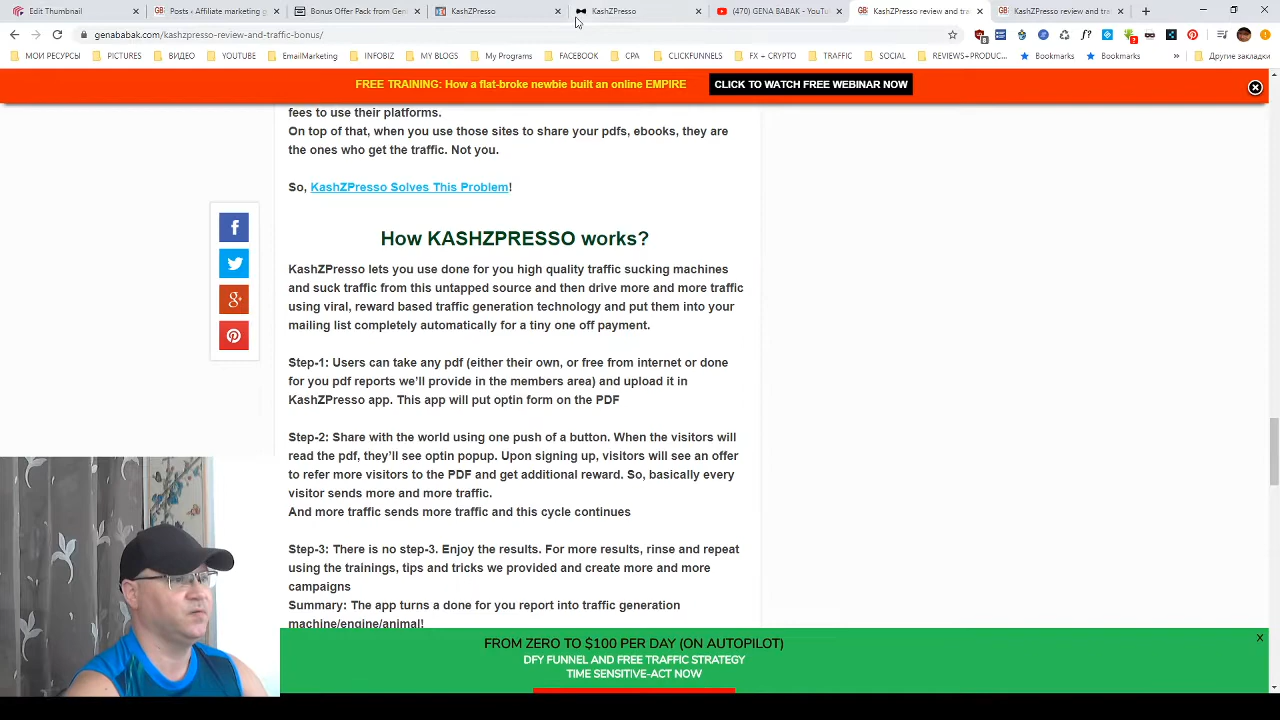 Edit Thumbnail
Posts ‹ Affiliate marketing
Bonus Offer Pack from Ger
KashZPresso
KashZPresso
(470) GENA BABAK - YouTu
KashZPresso review and tra
KashZPresso review and tra
genababak.com/kashzpresso-review-and-traffic-bonus/
МОИ РЕСУРСЫ
PICTURES
ВИДЕО
YOUTUBE
EmailMarketing
INFOBIZ
MY BLOGS
My Programs
FACEBOOK
CPA
CLICKFUNNELS
FX + CRYPTO
TRAFFIC
SOCIAL
REVIEWS+PRODUC...
Bookmarks
Bookmarks
»
Другие закладки
FREE TRAINING: How a flat-broke newbie built an online EMPIRE
CLICK TO WATCH FREE WEBINAR NOW
fees to use their platforms.
On top of that, when you use those sites to share your pdfs, ebooks, they are
the ones who get the traffic. Not you.
So, KashZPresso Solves This Problem!
How KASHZPRESSO works?
KashZPresso lets you use done for you high quality traffic sucking machines
and suck traffic from this untapped source and then drive more and more traffic
using viral, reward based traffic generation technology and put them into your
mailing list completely automatically for a tiny one off payment.
Step-1: Users can take any pdf (either their own, or free from internet or done
for you pdf reports we'll provide in the members area) and upload it in
KashZPresso app. This app will put optin form on the PDF
Step-2: Share with the world using one push of a button. When the visitors will
read the pdf, they'll see optin popup. Upon signing up, visitors will see an offer
to refer more visitors to the PDF and get additional reward. So, basically every
visitor sends more and more traffic.
And more traffic sends more traffic and this cycle continues
Step-3: There is no step-3. Enjoy the results. For more results, rinse and repeat
using the trainings, tips and tricks we provided and create more and more
campaigns
Summary: The app turns a done for you report into traffic generation
machine/engine/animal!
FROM ZERO TO $100 PER DAY (ON AUTOPILOT)
X
DFY FUNNEL AND FREE TRAFFIC STRATEGY
TIME SENSITIVE-ACT NOW